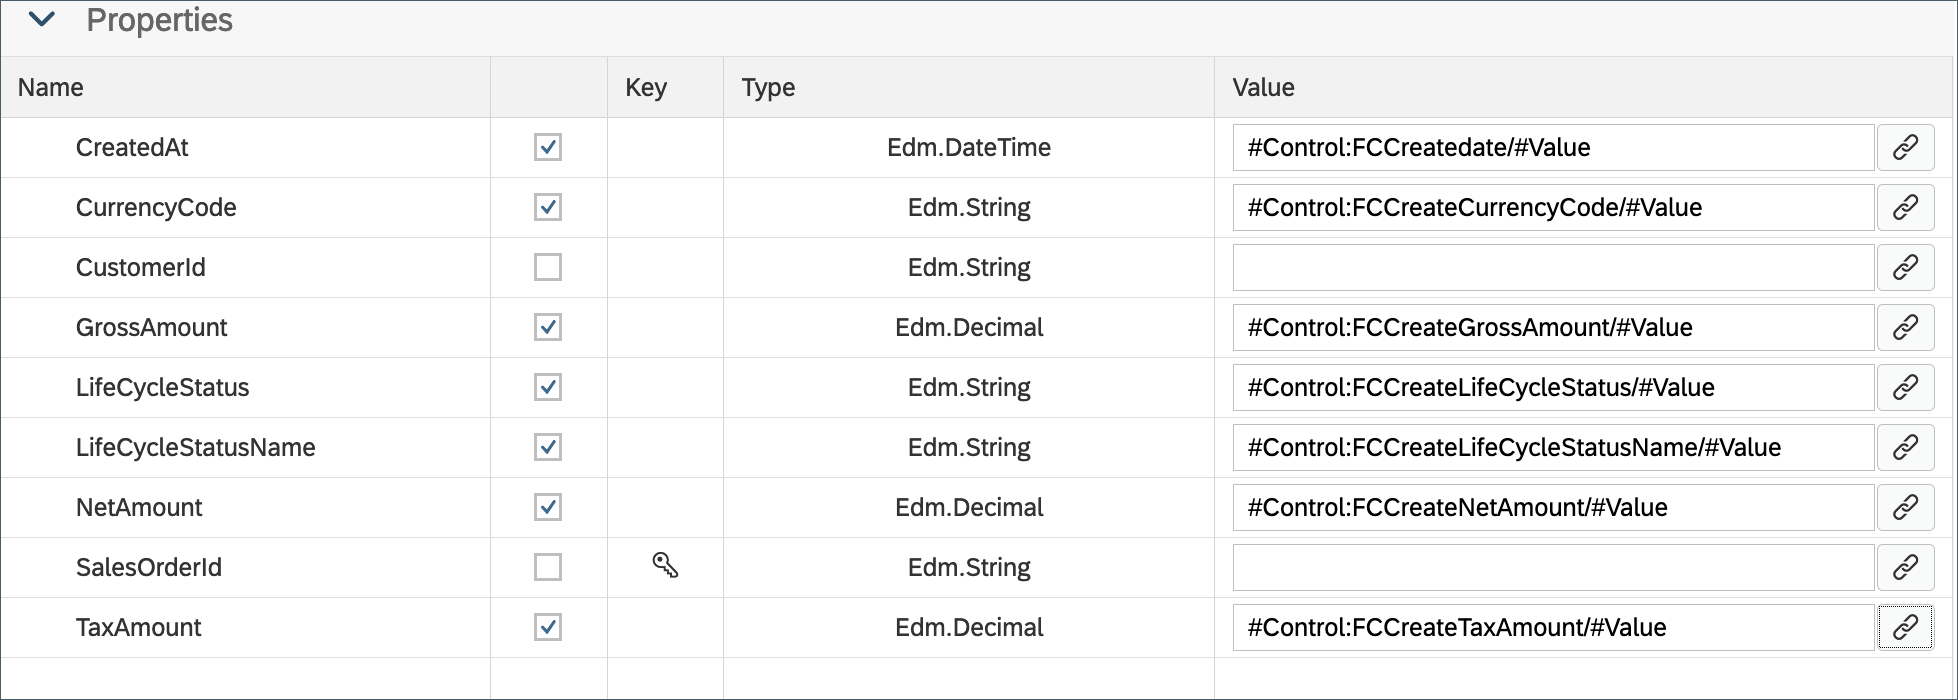 Properties
Name Key Type Value
CreatedAt Edm.DateTime #Control:FCCreatedate/#Value
CurrencyCode Edm.String #Control:FCCreateCurrencyCode/#Value
CustomerId Edm.String
GrossAmount Edm.Decimal #Control:FCCreateGrossAmount/#Value
LifeCycleStatus Edm.String #Control:FCCreateLifeCycleStatus/#Value
LifeCycleStatusName Edm.String #Control:FCCreateLifeCycleStatusName/#Value
NetAmount Edm.Decimal #Control:FCCreateNetAmount/#Value
SalesOrderId Edm.String
TaxAmount Edm.Decimal #Control:FCCreateTaxAmount/#Value